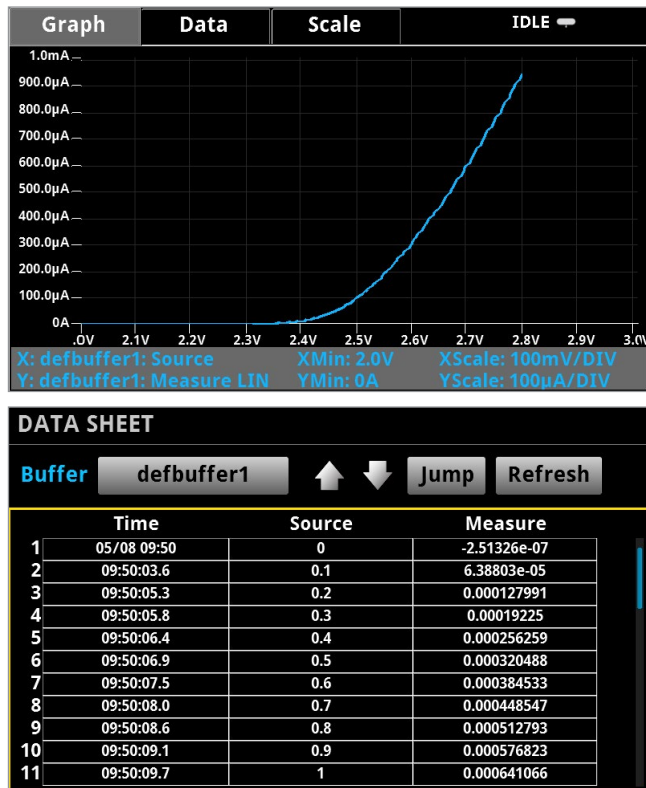 Graph Data Scale IDLE
1.0mA
900.0µA
800.0µA
700.0µA
600.0µA
500.0µA
400.0µA
300.0µA
200.0µA
100.0µA
0A
.0V 2.1V 2.2V 2.3V 2.4V 2.5V 2.6V 2.7V 2.8V 2.9V 3.0V
X: defbuffer1: Source XMin: 2.0V XScale: 100mV/DIV
Y: defbuffer1: Measure LIN YMin: 0A YScale: 100µA/DIV
DATA SHEET
Buffer defbuffer1 Jump Refresh
Time Source Measure
1 05/08 09:50 0 -2.51326e-07
2 09:50:03.6 0.1 6.38803e-05
3 09:50:05.3 0.2 0.000127991
4 09:50:05.8 0.3 0.00019225
5 09:50:06.4 0.4 0.000256259
6 09:50:06.9 0.5 0.000320488
7 09:50:07.5 0.6 0.000384533
8 09:50:08.0 0.7 0.000448547
9 09:50:08.6 0.8 0.000512793
10 09:50:09.1 0.9 0.000576823
11 09:50:09.7 1 0.000641066